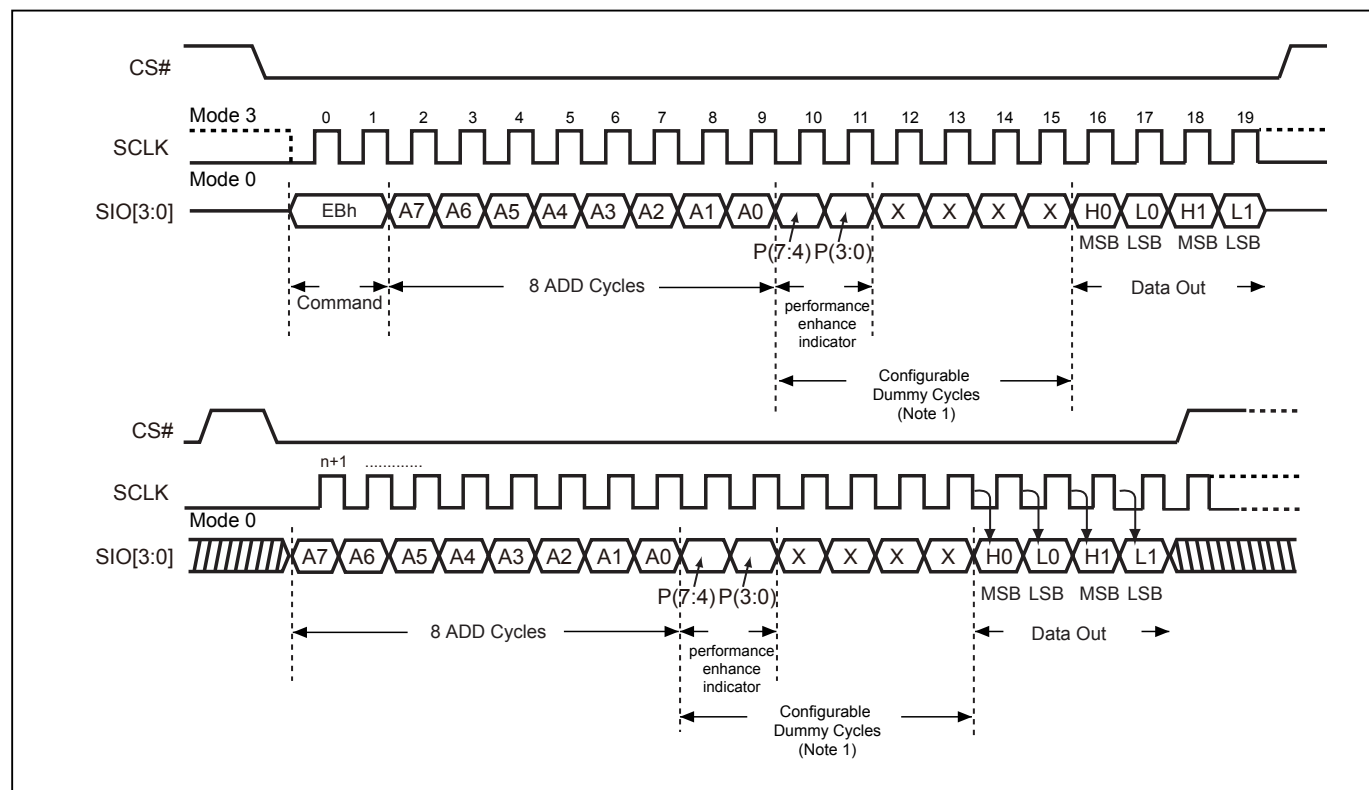 CS#
Mode 3
0 1 2 3 4 5 6 7 8 9 10 11 12 13 14 15 16 17 18 19
SCLK
Mode 0
SIO[3:0] EBh A7 A6 A5 A4 A3 A2 A1 A0 X X X X H0 L0 H1 L1
P(7:4) P(3:0) MSB LSB MSB LSB
Command 8 ADD Cycles performance Data Out
enhance
indicator
Configurable
Dummy Cycles
(Note 1)
CS#
n+1 .............
SCLK
Mode 0
SIO[3:0] A7 A6 A5 A4 A3 A2 A1 A0 X X X X H0 L0 H1 L1
P(7:4) P(3:0) MSB LSB MSB LSB
8 ADD Cycles performance Data Out
enhance
indicator
Configurable
Dummy Cycles
(Note 1)